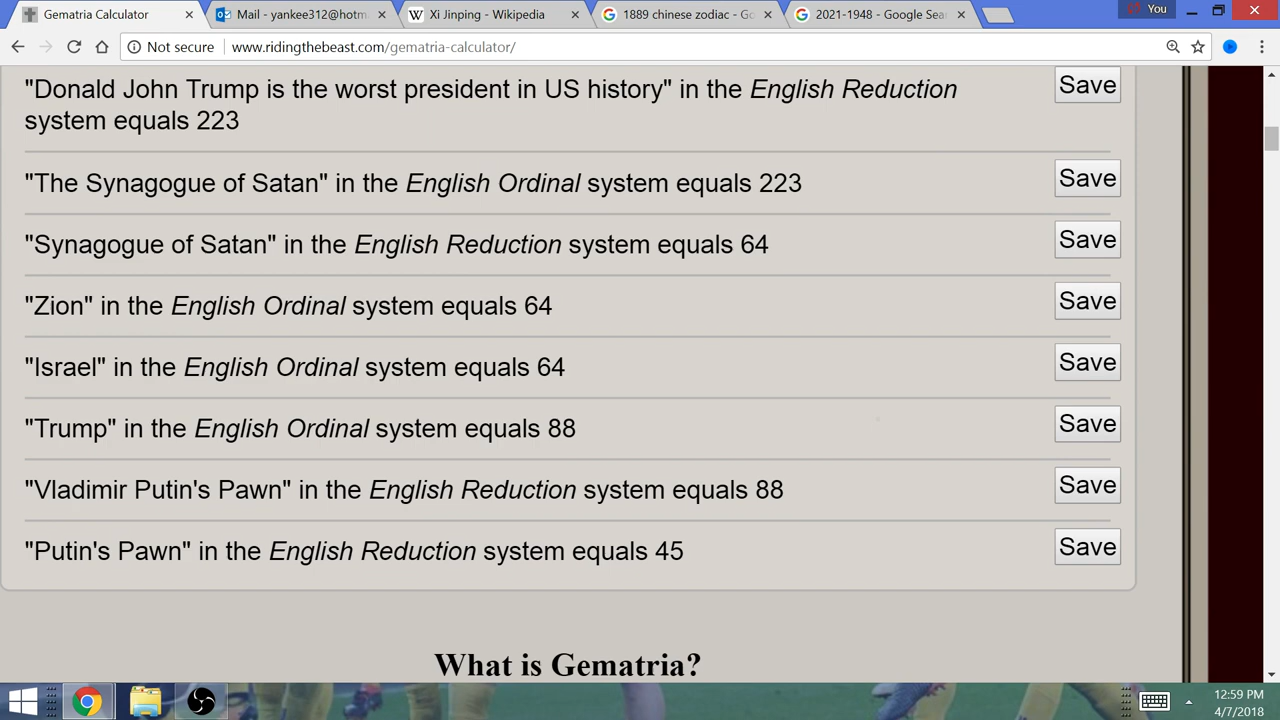 Gematria Calculator
Mail - yankee312@hotm
Xi Jinping - Wikipedia
1889 chinese zodiac - Go
2021-1948 - Google Sea
You
Not secure
www.ridingthebeast.com/gematria-calculator/
"Donald John Trump is the worst president in US history" in the English Reduction
system equals 223
Save
"The Synagogue of Satan" in the English Ordinal system equals 223
Save
"Synagogue of Satan" in the English Reduction system equals 64
Save
"Zion" in the English Ordinal system equals 64
Save
"Israel" in the English Ordinal system equals 64
Save
"Trump" in the English Ordinal system equals 88
Save
"Vladimir Putin's Pawn" in the English Reduction system equals 88
Save
"Putin's Pawn" in the English Reduction system equals 45
Save
What is Gematria?
12:59 PM
4/7/2018